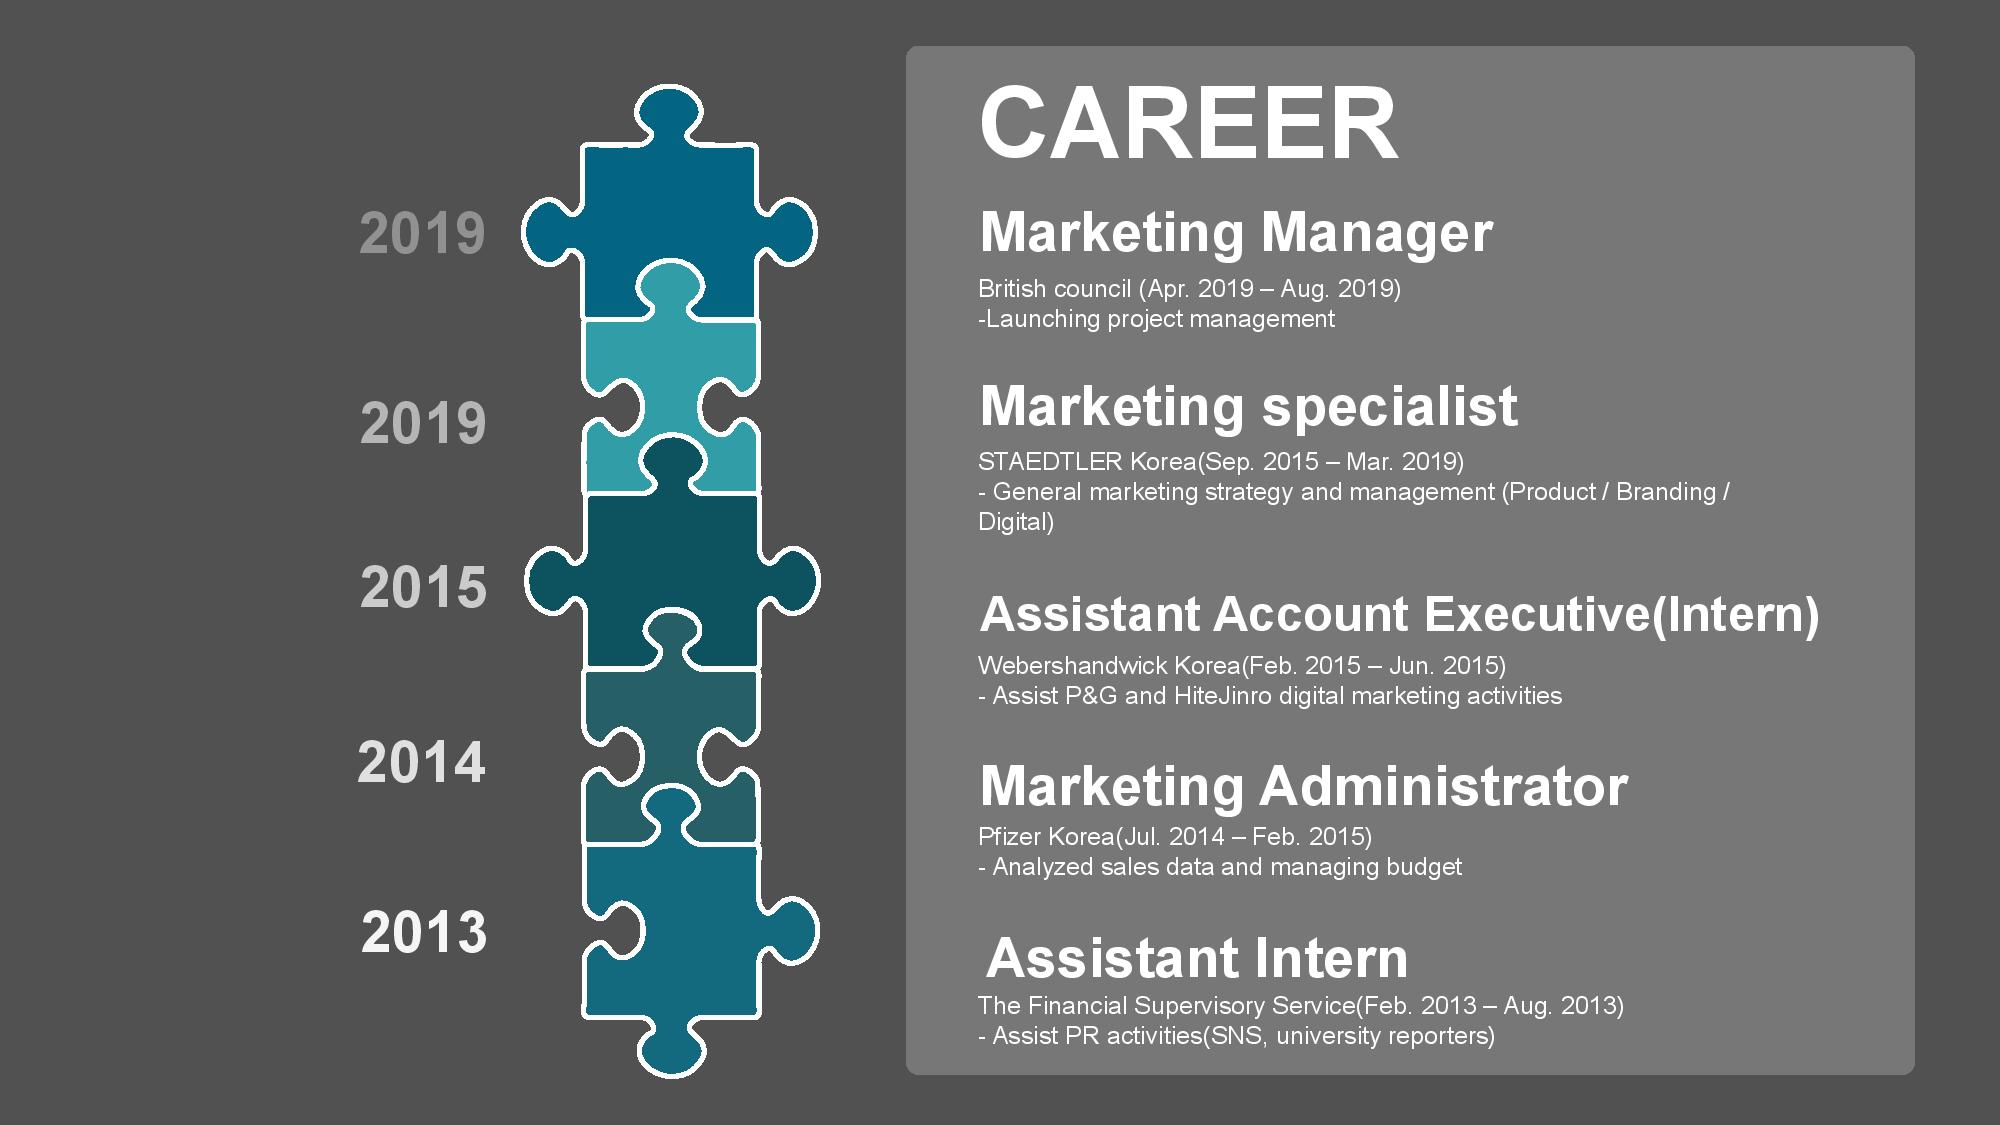 CAREER
2019
Marketing Manager
British council (Apr. 2019 – Aug. 2019)
-Launching project management
2019
Marketing specialist
STAEDTLER Korea(Sep. 2015 – Mar. 2019)
- General marketing strategy and management (Product / Branding /
Digital)
2015
Assistant Account Executive(Intern)
Webershandwick Korea(Feb. 2015 – Jun. 2015)
- Assist P&G and HiteJinro digital marketing activities
2014
Marketing Administrator
Pfizer Korea(Jul. 2014 – Feb. 2015)
- Analyzed sales data and managing budget
2013
Assistant Intern
The Financial Supervisory Service(Feb. 2013 – Aug. 2013)
- Assist PR activities(SNS, university reporters)